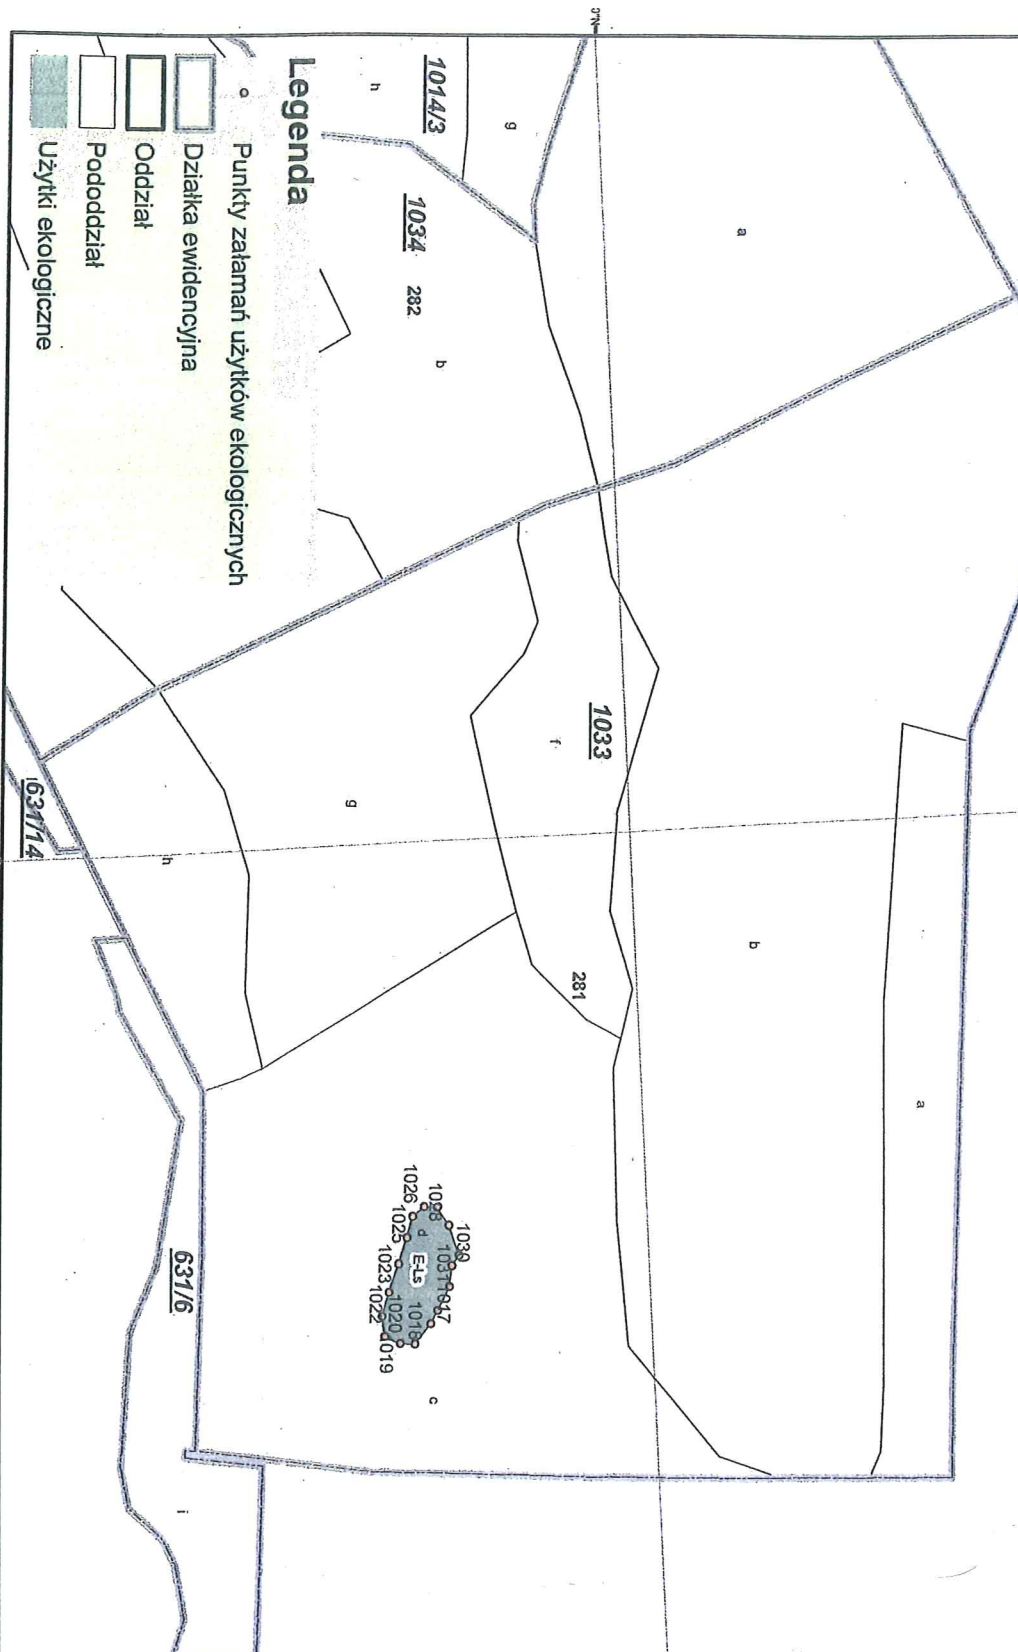 Legenda
Punkty załamań użytków ekologicznych
Działka ewidencyjna
Oddział
Pododdział
Użytki ekologiczne
1014/3
h
g
1034
282
b
a
1033
f
g
h
631/14
281
b
a
1026
1025
1023
1022
1020
1019
1018
1017
1031
1030
d
E-Ls
c
631/6
i